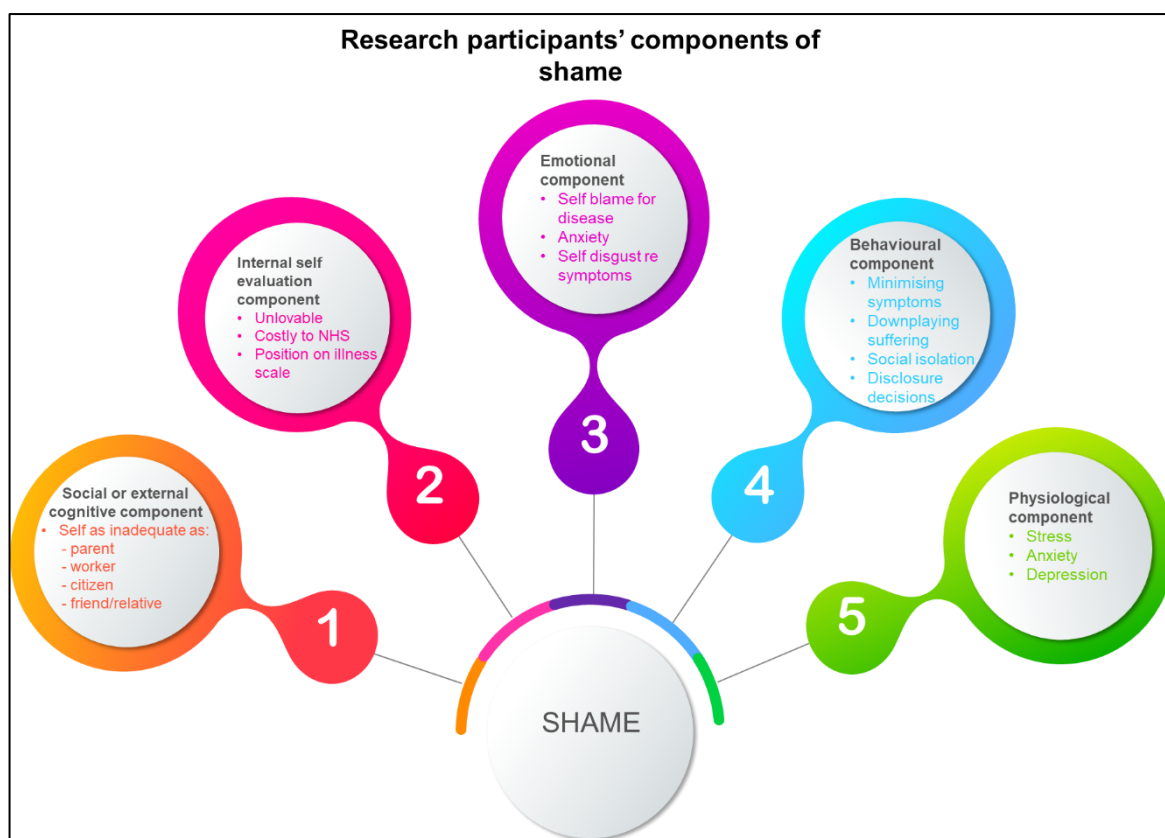 Research participants’ components of
shame
Social or external
cognitive component
• Self as inadequate as:
- parent
- worker
- citizen
- friend/relative
1
Internal self
evaluation
component
• Unlovable
• Costly to NHS
• Position on illness
scale
2
Emotional
component
• Self blame for
disease
• Anxiety
• Self disgust re
symptoms
3
Behavioural
component
• Minimising
symptoms
• Downplaying
suffering
• Social isolation
• Disclosure
decisions
4
Physiological
component
• Stress
• Anxiety
• Depression
5
SHAME